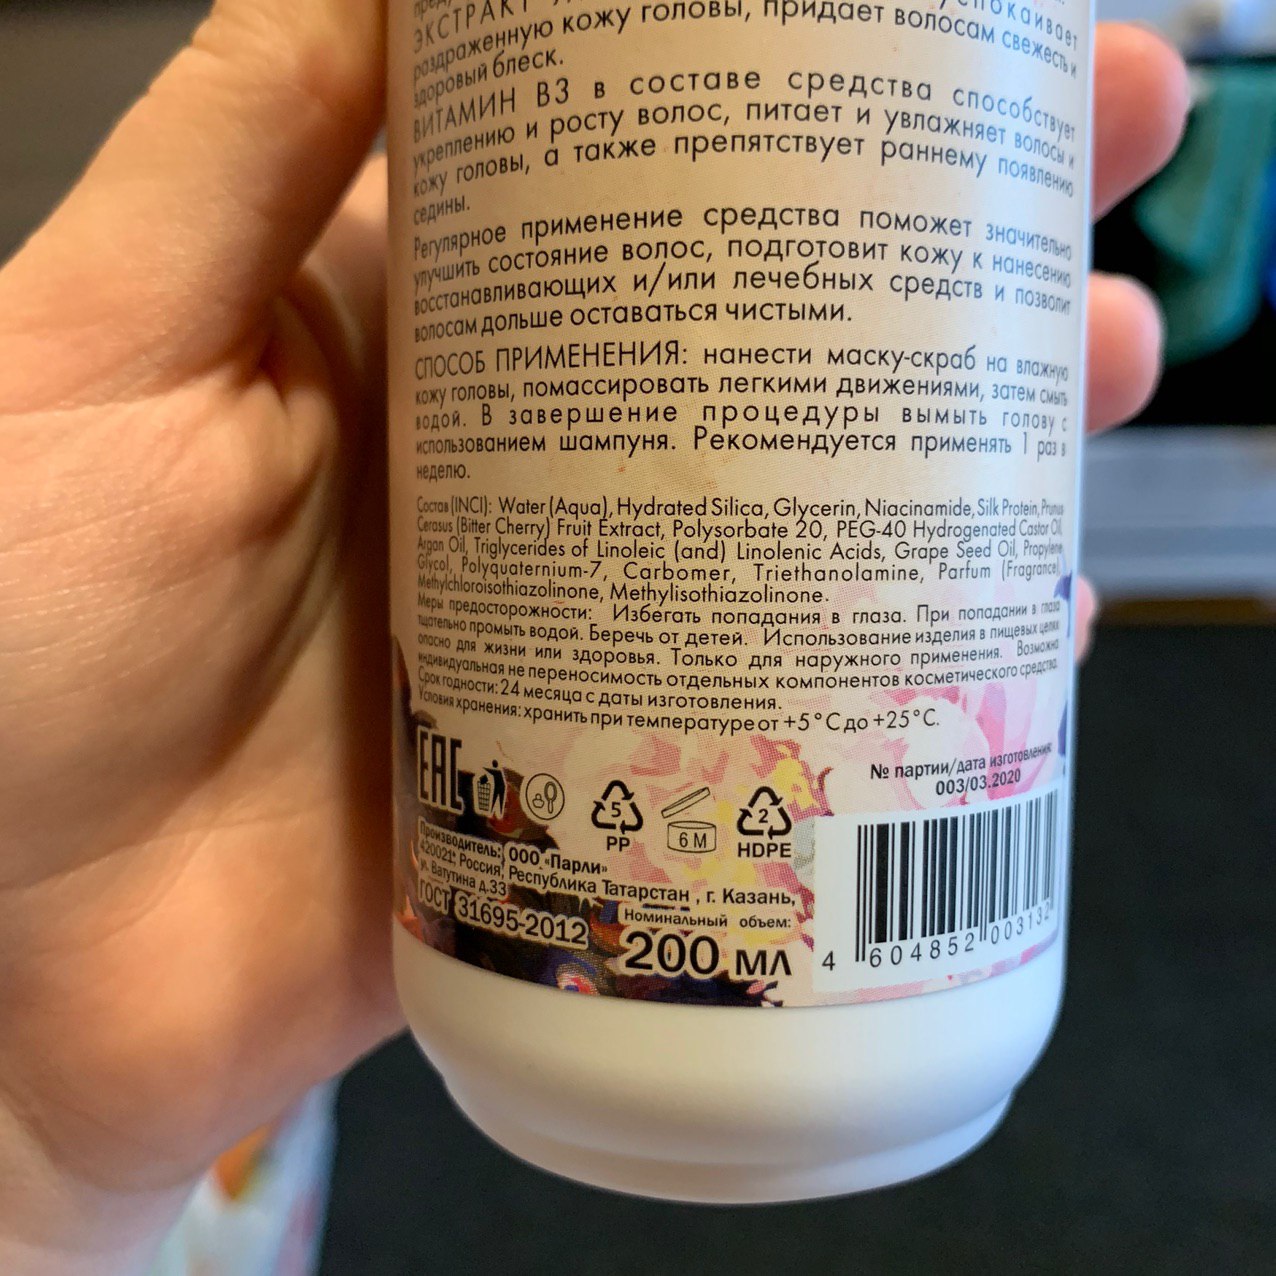 ЭКСТРАКТ
успокаивает
раздраженную кожу головы, придает волосам свежесть и
здоровый блеск.
ВИТАМИН В3 в составе средства способствует
укреплению и росту волос, питает и увлажняет волосы и
кожу головы, а также препятствует раннему появлению
седины.
Регулярное применение средства поможет значительно
улучшить состояние волос, подготовит кожу к нанесению
восстанавливающих и/или лечебных средств и позволит
волосам дольше оставаться чистыми.
СПОСОБ ПРИМЕНЕНИЯ: нанести маску-скраб на влажную
кожу головы, помассировать легкими движениями, затем смыть
водой. В завершение процедуры вымыть голову с
использованием шампуня. Рекомендуется применять 1 раз в
неделю.
Состав (INCI): Water (Aqua), Hydrated Silica, Glycerin, Niacinamide, Silk Protein, Prunus
Cerasus (Bitter Cherry) Fruit Extract, Polysorbate 20, PEG-40 Hydrogenated Castor Oil,
Argan Oil, Triglycerides of Linoleic (and) Linolenic Acids, Grape Seed Oil, Propylene
Glycol, Polyquaternium-7, Carbomer, Triethanolamine, Parfum (Fragrance),
Methylchloroisothiazolinone, Methylisothiazolinone.
Меры предосторожности: Избегать попадания в глаза. При попадании в глаза
тщательно промыть водой. Беречь от детей. Использование изделия в пищевых целях
опасно для жизни или здоровья. Только для наружного применения. Возможна
индивидуальная не переносимость отдельных компонентов косметического средства.
Срок годности: 24 месяца с даты изготовления.
Условия хранения: хранить при температуре от +5°C до +25°C.
№ партии/дата изготовления:
003/03.2020
EAC
5
PP
6 M
2
HDPE
Производитель: ООО «Парли»
420021, Россия, Республика Татарстан , г. Казань,
ул. Ватутина д.33
ГОСТ 31695-2012
Номинальный объем:
200 мл
4 604852 003132